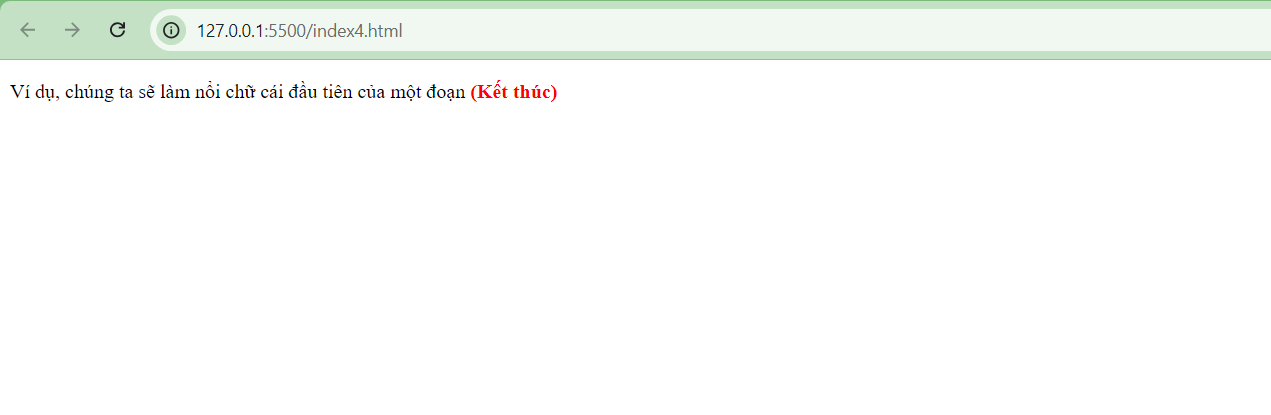 127.0.0.1:5500/index4.html
Ví dụ, chúng ta sẽ làm nổi chữ cái đầu tiên của một đoạn (Kết thúc)